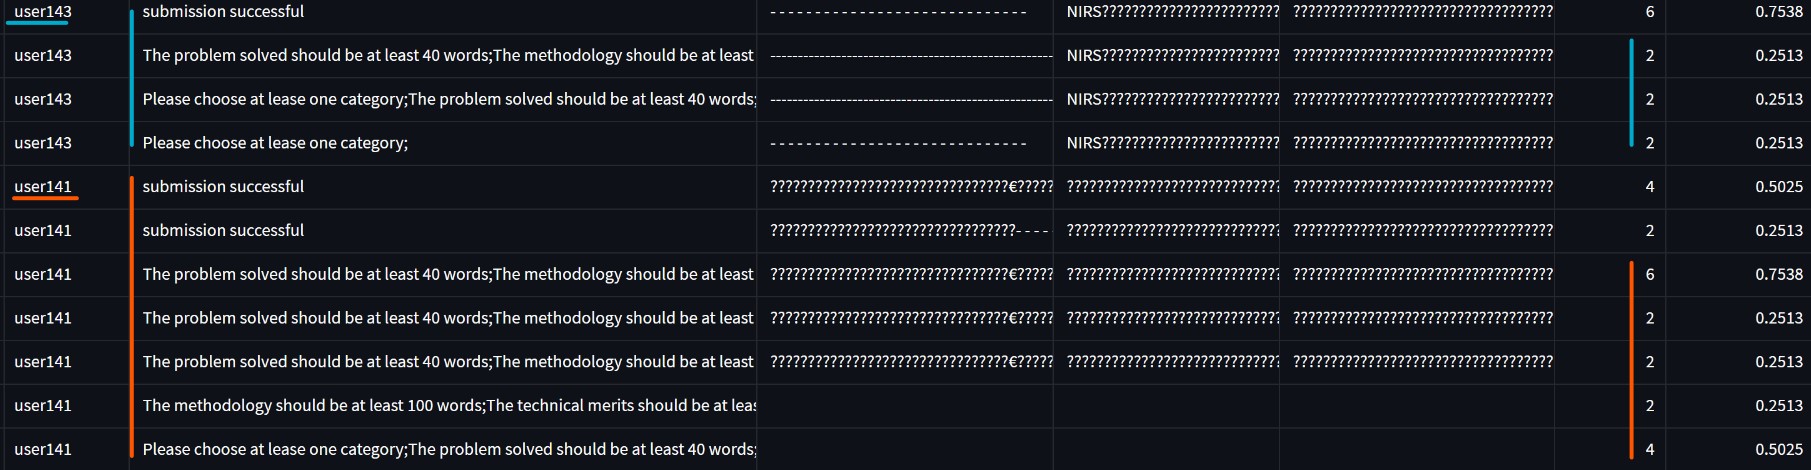 user143 submission successful - - - - - - - - - - - - - - - - - - - - - - - - - - - - NIRS???????????????????????? ??????????????????????????????????? 6 0.7538
user143 The problem solved should be at least 40 words;The methodology should be at least ---------------------------------------------------------- NIRS???????????????????????? ??????????????????????????????????? 2 0.2513
user143 Please choose at lease one category;The problem solved should be at least 40 words; ---------------------------------------------------------- NIRS???????????????????????? ??????????????????????????????????? 2 0.2513
user143 Please choose at lease one category; - - - - - - - - - - - - - - - - - - - - - - - - - - - - NIRS???????????????????????? ??????????????????????????????????? 2 0.2513
user141 submission successful ????????????????????????????????€????? ????????????????????????????? ??????????????????????????????????? 4 0.5025
user141 submission successful ?????????????????????????????????- - - - ????????????????????????????? ??????????????????????????????????? 2 0.2513
user141 The problem solved should be at least 40 words;The methodology should be at least ????????????????????????????????€????? ????????????????????????????? ??????????????????????????????????? 6 0.7538
user141 The problem solved should be at least 40 words;The methodology should be at least ????????????????????????????????€????? ????????????????????????????? ??????????????????????????????????? 2 0.2513
user141 The problem solved should be at least 40 words;The methodology should be at least ????????????????????????????????€????? ????????????????????????????? ??????????????????????????????????? 2 0.2513
user141 The methodology should be at least 100 words;The technical merits should be at leas 2 0.2513
user141 Please choose at lease one category;The problem solved should be at least 40 words; 4 0.5025